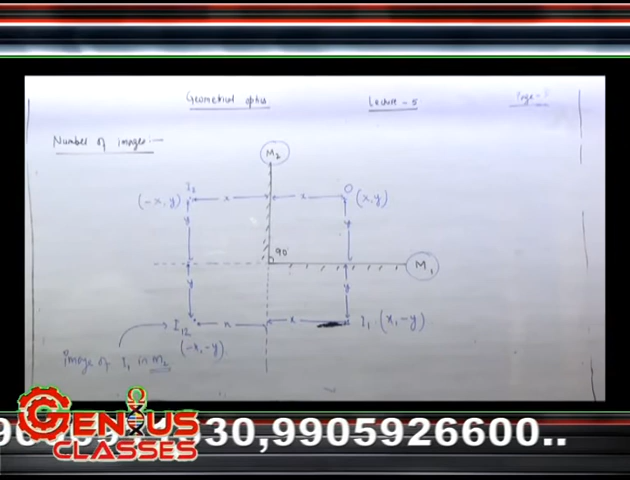 Geometrical optics Lecture - 5
Number of images :-
M2
I2 O
(-x, y) x x (x, y)
y y
90°
M1
y y
I12 x x I1 (x, -y)
(-x, -y)
image of I1 in M2
GENIUS
CLASSES
930,9905926600..